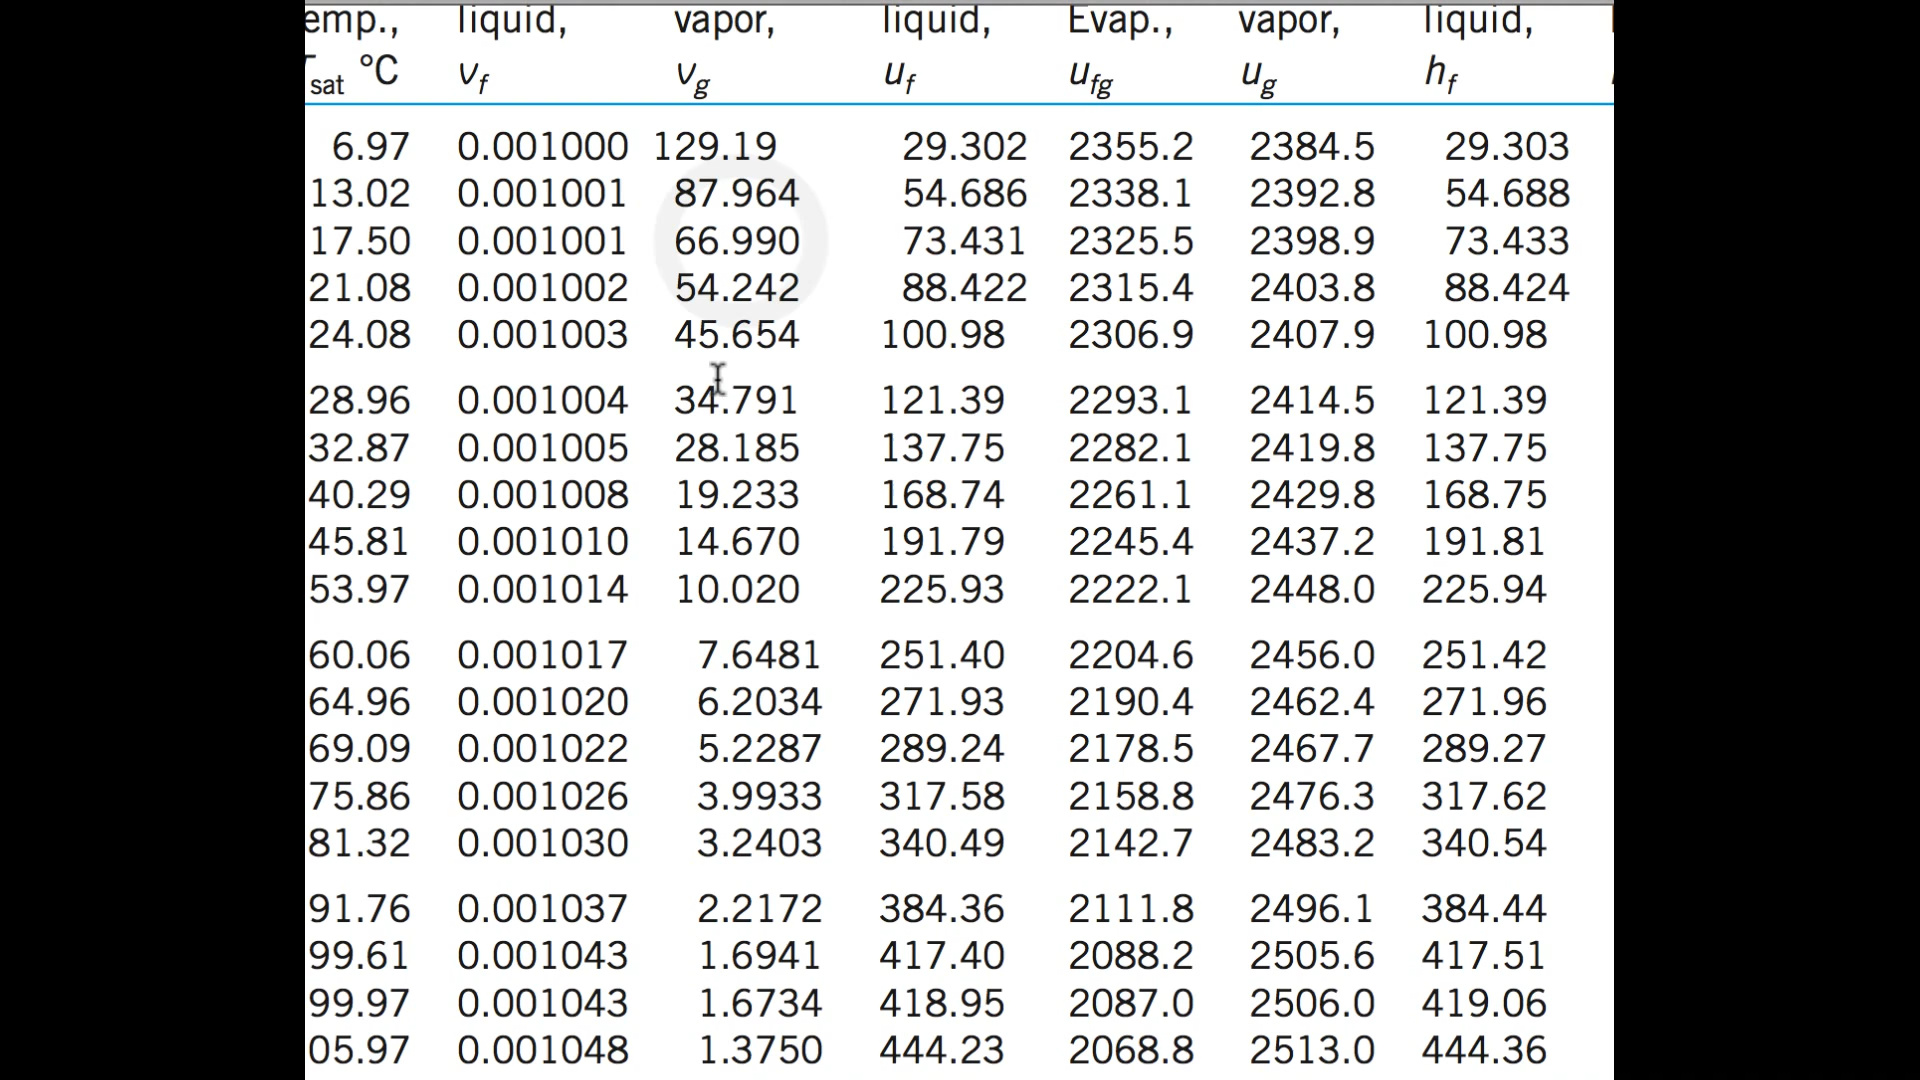 emp., liquid, vapor, liquid, Evap., vapor, liquid,
sat °C vf vg uf ufg ug hf
6.97 0.001000 129.19 29.302 2355.2 2384.5 29.303
13.02 0.001001 87.964 54.686 2338.1 2392.8 54.688
17.50 0.001001 66.990 73.431 2325.5 2398.9 73.433
21.08 0.001002 54.242 88.422 2315.4 2403.8 88.424
24.08 0.001003 45.654 100.98 2306.9 2407.9 100.98
28.96 0.001004 34.791 121.39 2293.1 2414.5 121.39
32.87 0.001005 28.185 137.75 2282.1 2419.8 137.75
40.29 0.001008 19.233 168.74 2261.1 2429.8 168.75
45.81 0.001010 14.670 191.79 2245.4 2437.2 191.81
53.97 0.001014 10.020 225.93 2222.1 2448.0 225.94
60.06 0.001017 7.6481 251.40 2204.6 2456.0 251.42
64.96 0.001020 6.2034 271.93 2190.4 2462.4 271.96
69.09 0.001022 5.2287 289.24 2178.5 2467.7 289.27
75.86 0.001026 3.9933 317.58 2158.8 2476.3 317.62
81.32 0.001030 3.2403 340.49 2142.7 2483.2 340.54
91.76 0.001037 2.2172 384.36 2111.8 2496.1 384.44
99.61 0.001043 1.6941 417.40 2088.2 2505.6 417.51
99.97 0.001043 1.6734 418.95 2087.0 2506.0 419.06
05.97 0.001048 1.3750 444.23 2068.8 2513.0 444.36